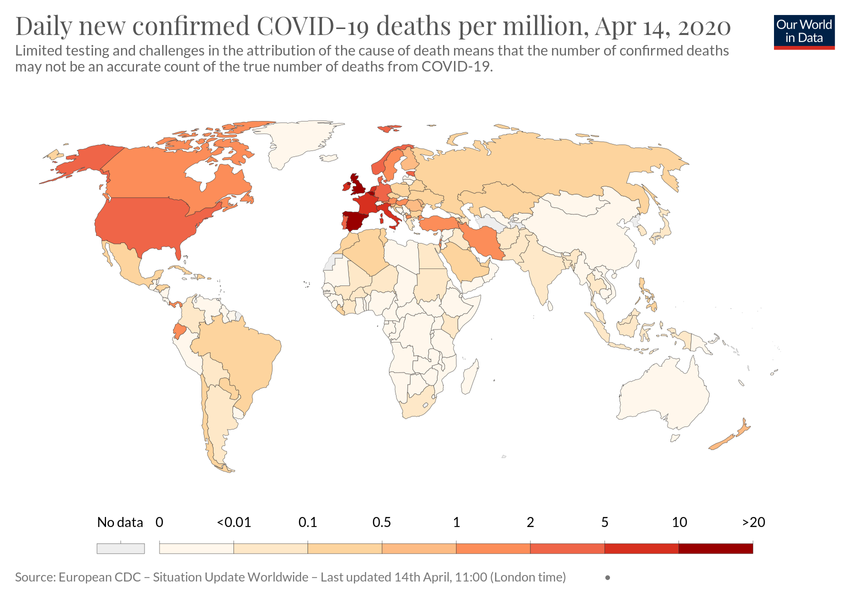 Daily new confirmed COVID-19 deaths per million, Apr 14, 2020
Our World
in Data
Limited testing and challenges in the attribution of the cause of death means that the number of confirmed deaths
may not be an accurate count of the true number of deaths from COVID-19.
No data 0 <0.01 0.1 0.5 1 2 5 10 >20
Source: European CDC – Situation Update Worldwide – Last updated 14th April, 11:00 (London time) •